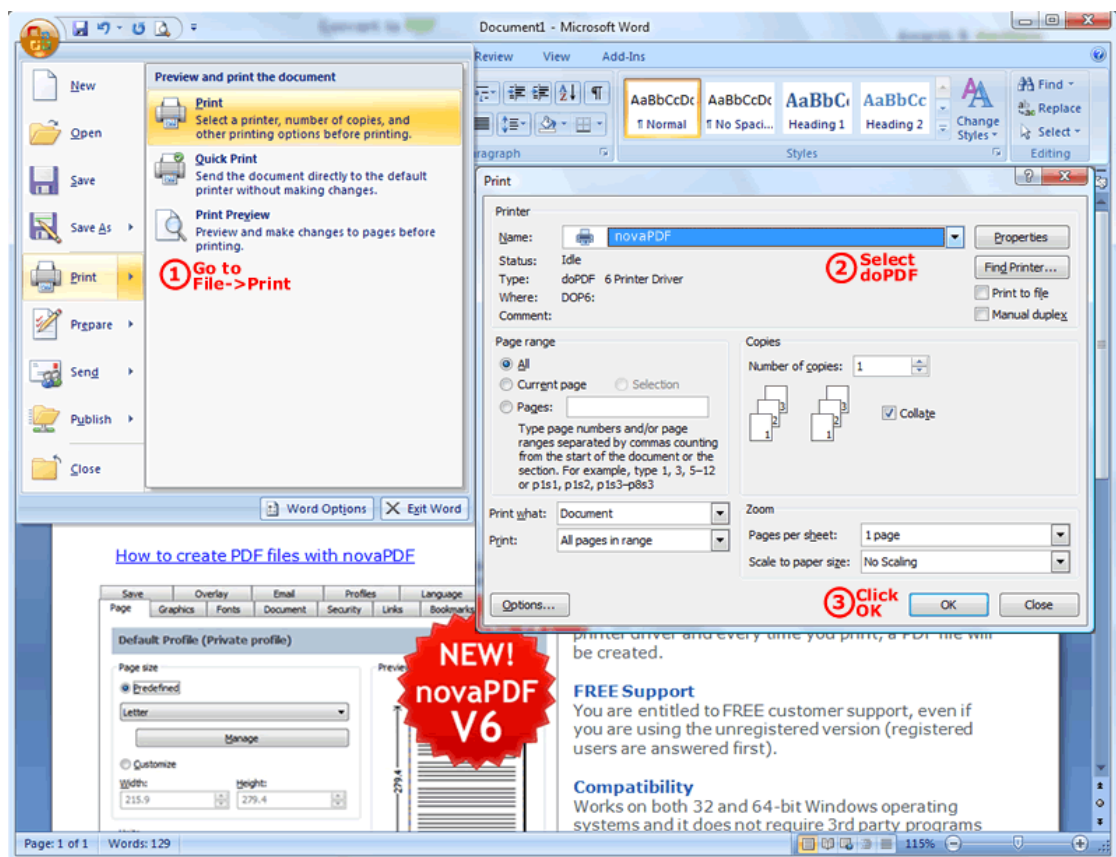 Document1 - Microsoft Word
Review View Add-Ins
New
Open
Save
Save As
Print
Prepare
Send
Publish
Close
Preview and print the document
Print
Select a printer, number of copies, and
other printing options before printing.
Quick Print
Send the document directly to the default
printer without making changes.
Print Preview
Preview and make changes to pages before
printing.
1 Go to
File->Print
Word Options
Exit Word
AaBbCcDc AaBbCcDc AaBbC AaBbCc
¶ Normal ¶ No Spaci... Heading 1 Heading 2
Change
Styles
Styles
Find
Replace
Select
Editing
Print
Printer
Name: novaPDF
Properties
Status: Idle
Type: doPDF 6 Printer Driver
Where: DOP6:
Comment:
2 Select
doPDF
Find Printer...
Print to file
Manual duplex
Page range
All
Current page Selection
Pages:
Type page numbers and/or page
ranges separated by commas counting
from the start of the document or the
section. For example, type 1, 3, 5–12
or p1s1, p1s2, p1s3–p8s3
Copies
Number of copies: 1
3
2
1
3
2
1
Collate
Print what: Document
Print: All pages in range
Zoom
Pages per sheet: 1 page
Scale to paper size: No Scaling
Options...
3 Click
OK
OK
Close
How to create PDF files with novaPDF
Save Overlay Email Profiles Language
Page Graphics Fonts Document Security Links Bookmarks
Default Profile (Private profile)
Page size
Predefined
Letter
Manage
Customize
Width: Height:
215.9 279.4
279.4
NEW!
novaPDF
V6
printer driver and every time you print, a PDF file will
be created.
FREE Support
You are entitled to FREE customer support, even if
you are using the unregistered version (registered
users are answered first).
Compatibility
Works on both 32 and 64-bit Windows operating
systems and it does not require 3rd party programs
Page: 1 of 1 Words: 129
115%